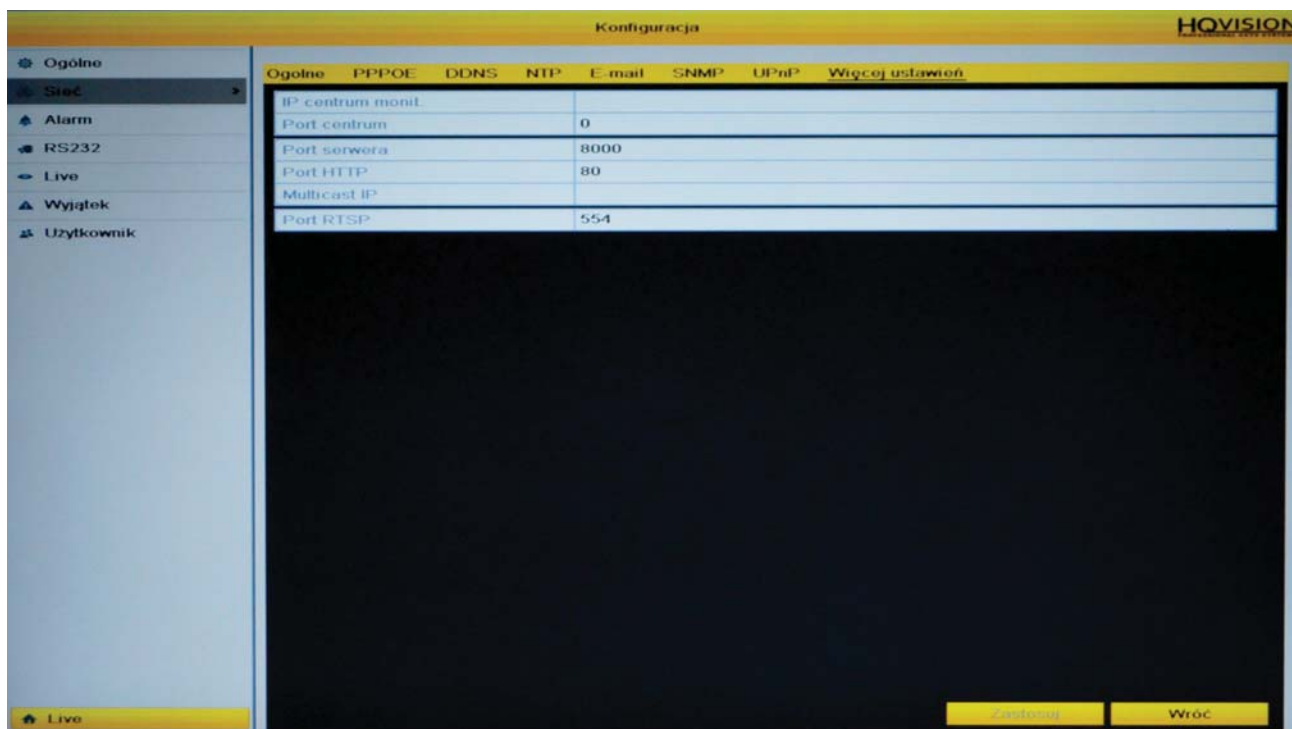 Konfiguracja
HQVISION
Ogólne
Sieć
Alarm
RS232
Live
Wyjątek
Użytkownik
Ogolne PPPOE DDNS NTP E-mail SNMP UPnP Więcej ustawień
IP centrum monit.
Port centrum 0
Port serwera 8000
Port HTTP 80
Multicast IP
Port RTSP 554
Live
Zastosuj
Wróć